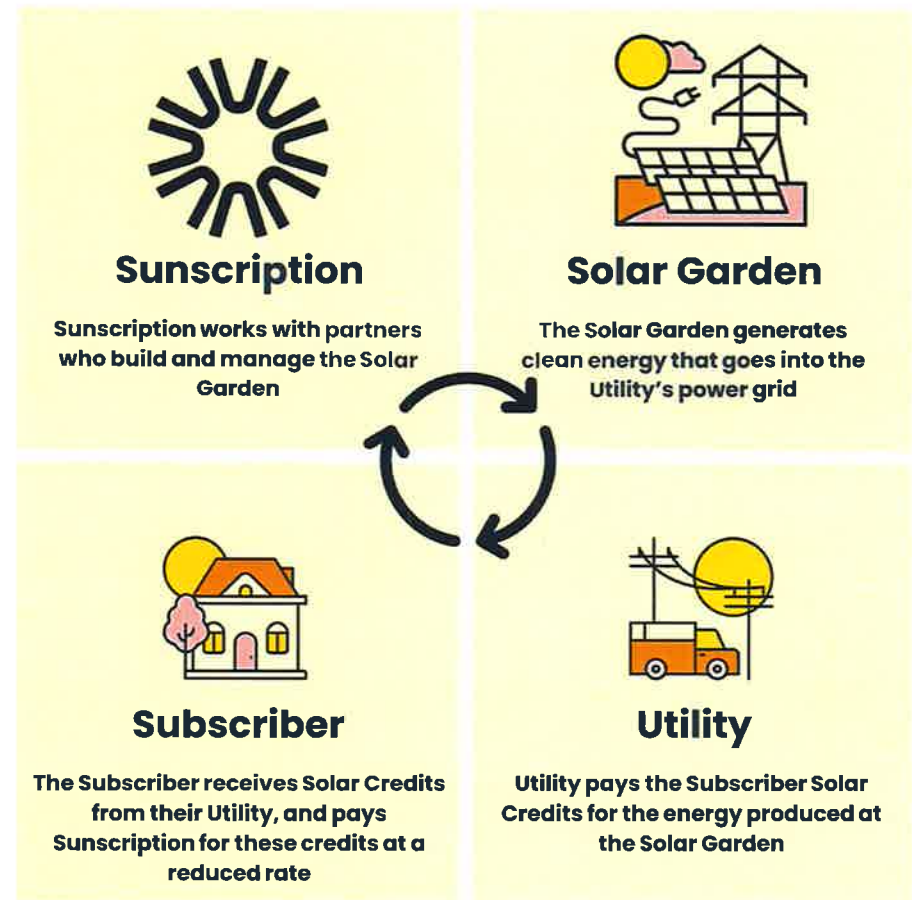 Sunscription
Sunscription works with partners
who build and manage the Solar
Garden
Solar Garden
The Solar Garden generates
clean energy that goes into the
Utility's power grid
Subscriber
The Subscriber receives Solar Credits
from their Utility, and pays
Sunscription for these credits at a
reduced rate
Utility
Utility pays the Subscriber Solar
Credits for the energy produced at
the Solar Garden